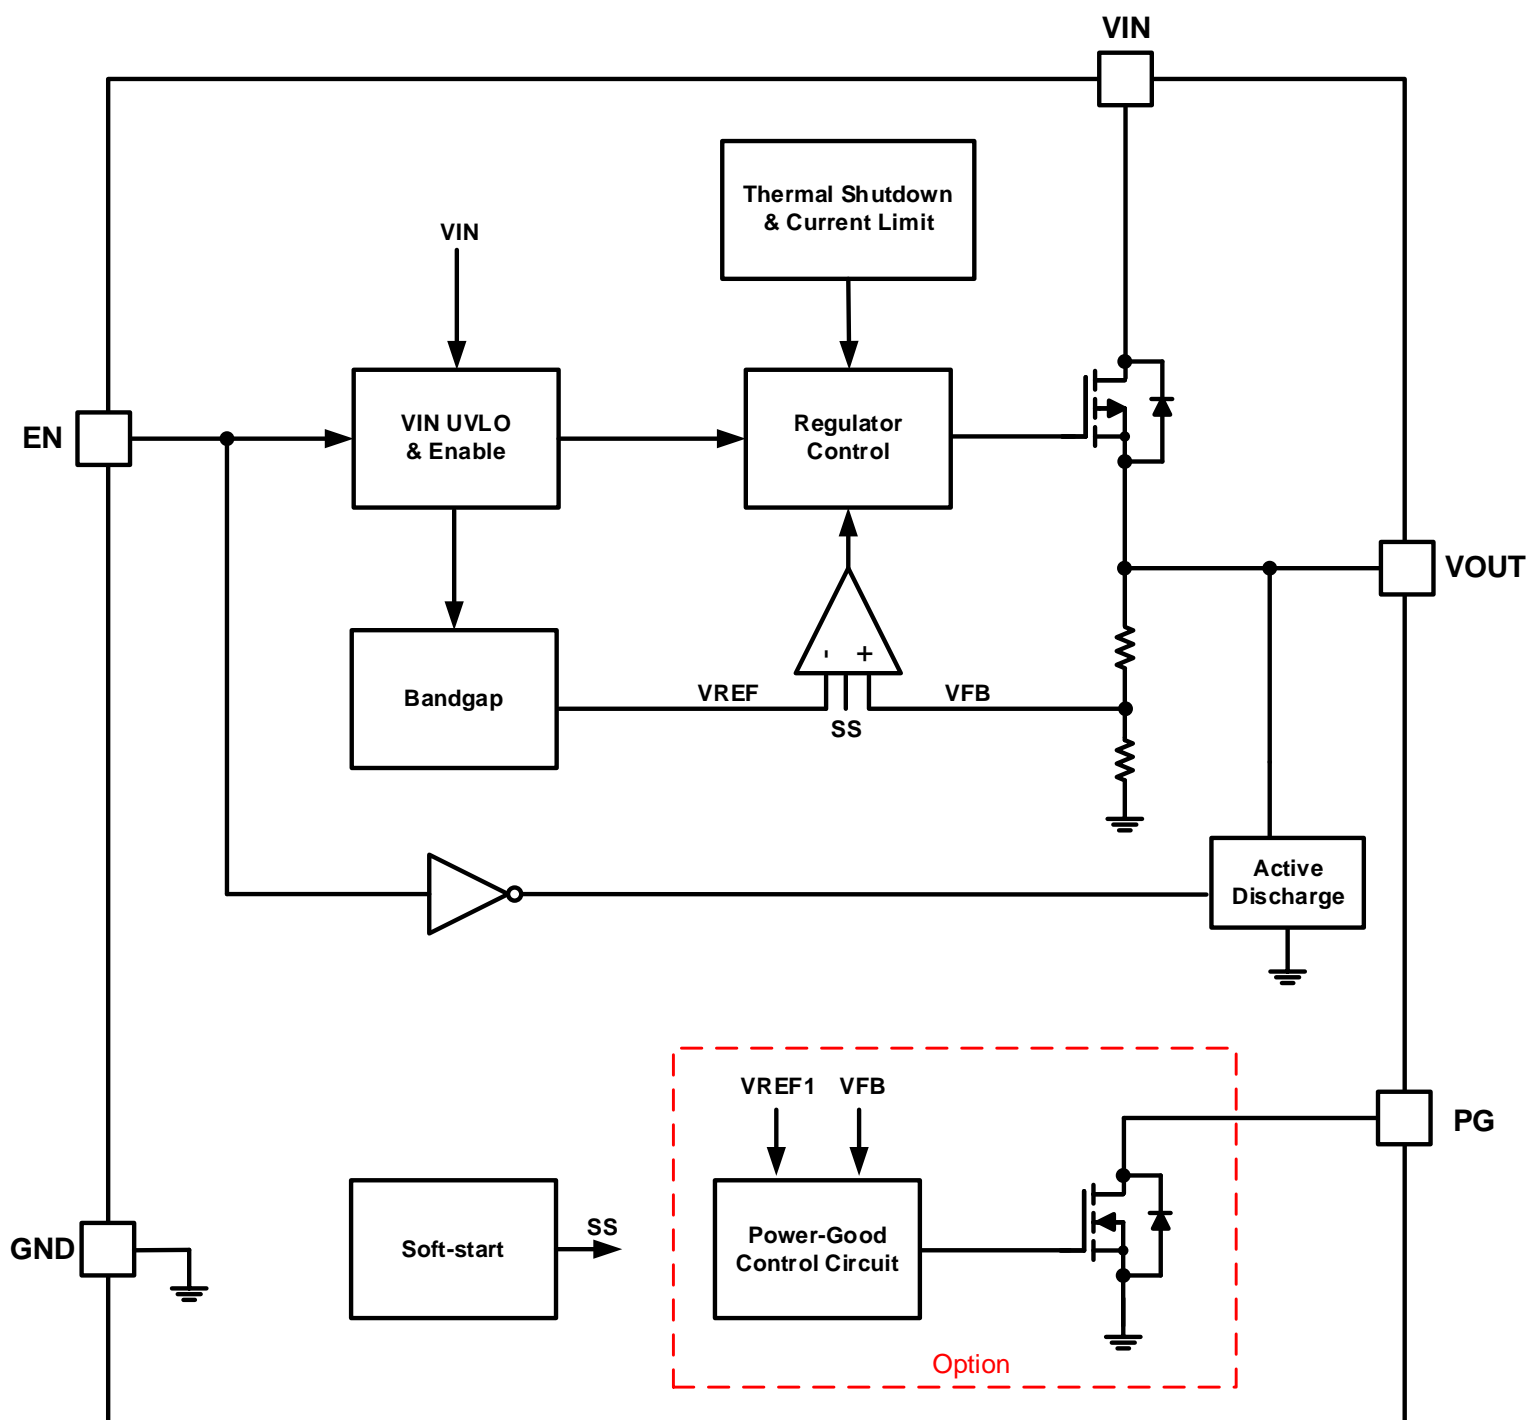 VIN
Thermal Shutdown
& Current Limit
VIN
EN
VIN UVLO
& Enable
Regulator
Control
VOUT
- +
Bandgap
VREF
SS
VFB
Active
Discharge
VREF1 VFB
PG
GND
Soft-start
SS
Power-Good
Control Circuit
Option